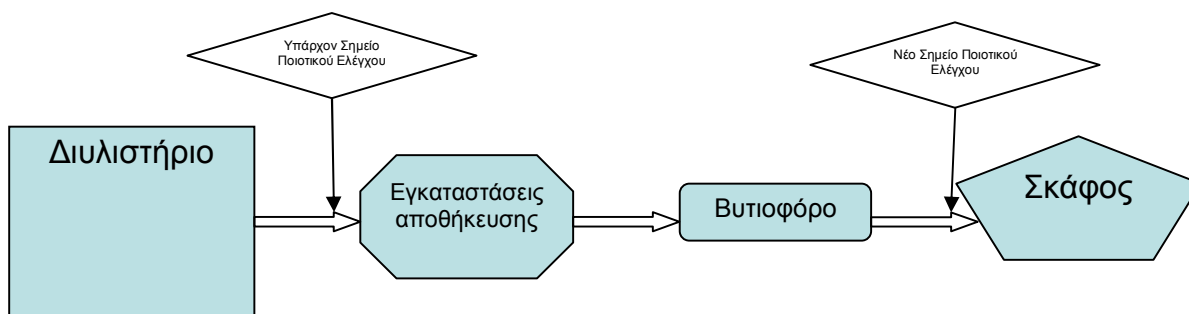 Υπάρχον Σημείο
Ποιοτικού Ελέγχου
Νέο Σημείο Ποιοτικού
Ελέγχου
Διυλιστήριο
Εγκαταστάσεις
αποθήκευσης
Βυτιοφόρο
Σκάφος